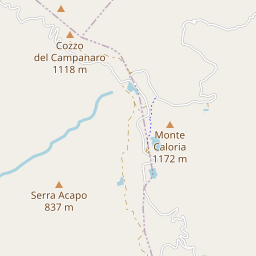 Cozzo
del Campanaro
1118 m
Monte
Caloria
1172 m
Serra Acapo
837 m